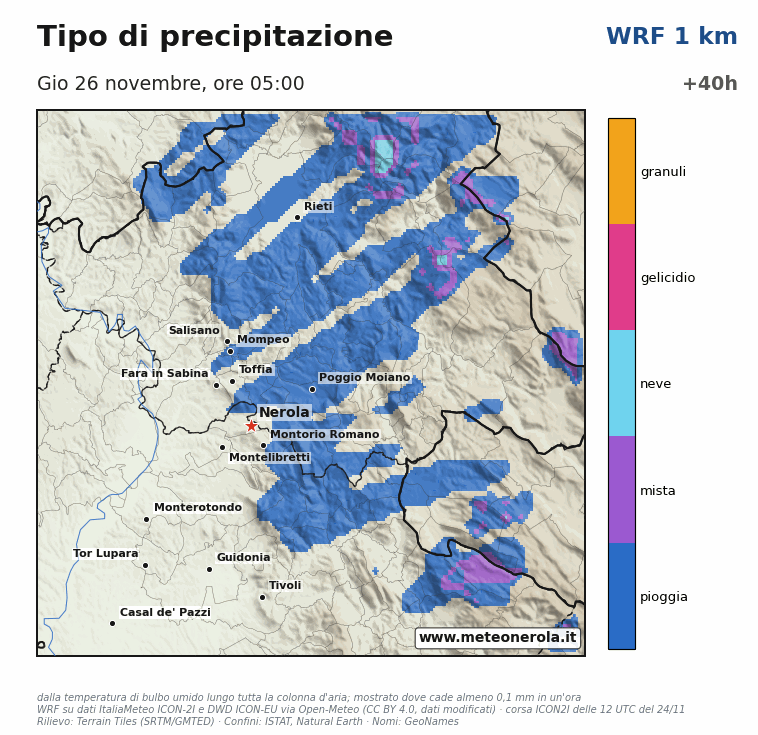 Tipo di precipitazione
WRF 1 km
Gio 26 novembre, ore 05:00
+40h
granuli
gelicidio
neve
mista
pioggia
Rieti
Salisano
Mompeo
Fara in Sabina
Toffia
Poggio Moiano
Nerola
Montorio Romano
Montelibretti
Monterotondo
Tor Lupara
Guidonia
Tivoli
Casal de' Pazzi
www.meteonerola.it
dalla temperatura di bulbo umido lungo tutta la colonna d'aria; mostrato dove cade almeno 0,1 mm in un'ora
WRF su dati ItaliaMeteo ICON-2I e DWD ICON-EU via Open-Meteo (CC BY 4.0, dati modificati) · corsa ICON2I delle 12 UTC del 24/11
Rilievo: Terrain Tiles (SRTM/GMTED) · Confini: ISTAT, Natural Earth · Nomi: GeoNames